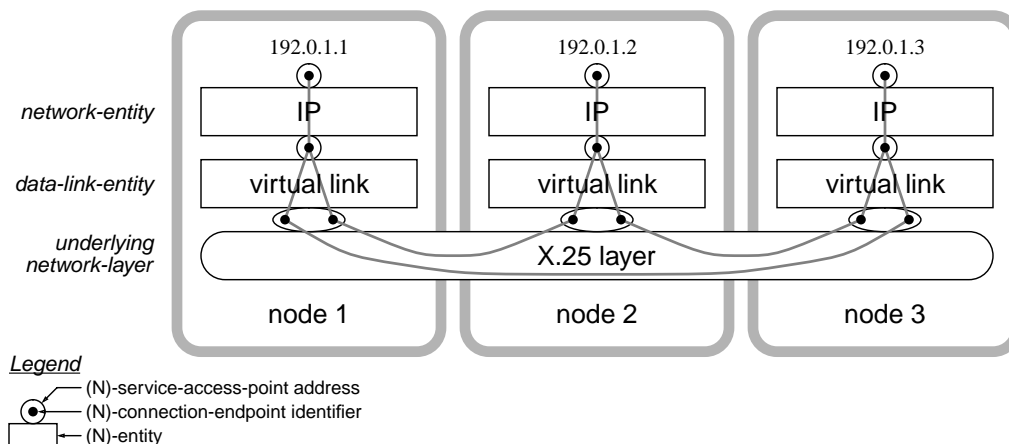 192.0.1.1 192.0.1.2 192.0.1.3
network-entity IP IP IP
data-link-entity virtual link virtual link virtual link
underlying
network-layer X.25 layer
node 1 node 2 node 3
Legend
(N)-service-access-point address
(N)-connection-endpoint identifier
(N)-entity